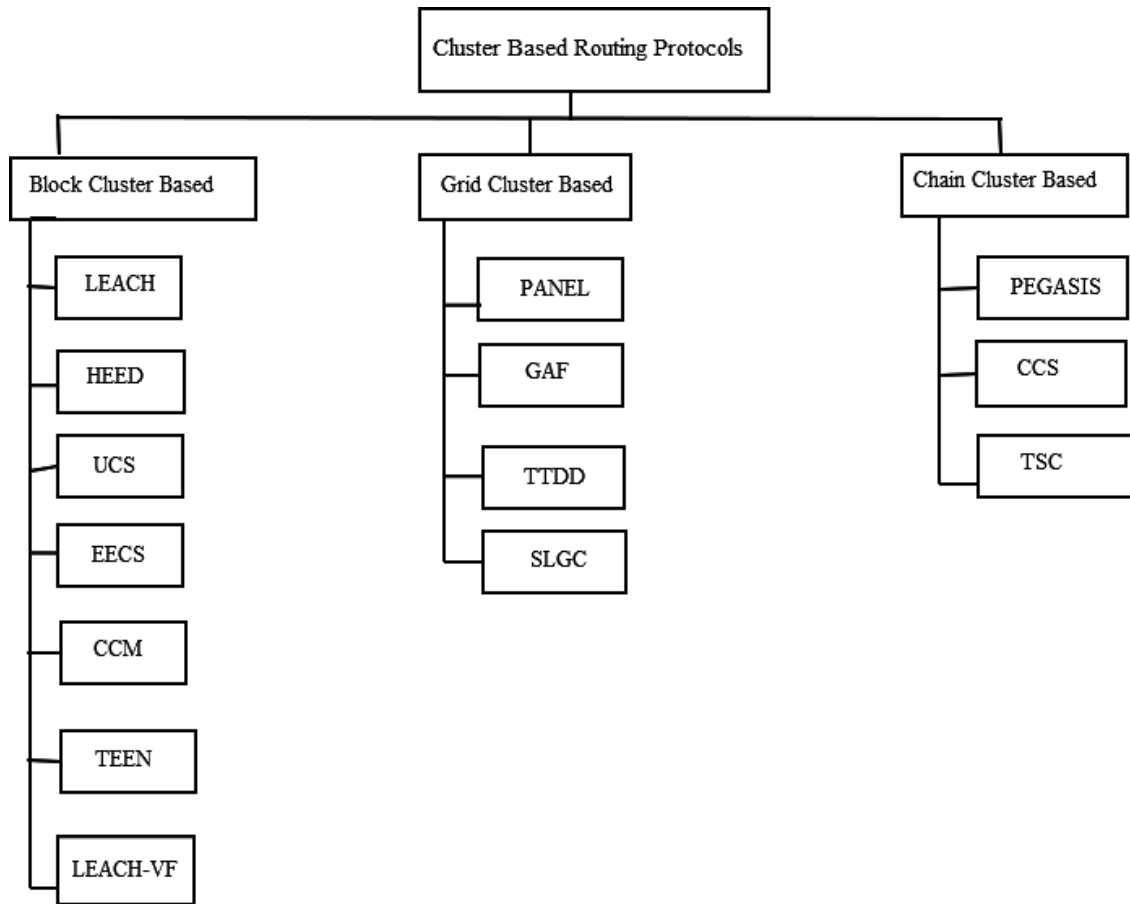 Cluster Based Routing Protocols
Block Cluster Based
Grid Cluster Based
Chain Cluster Based
LEACH
HEED
UCS
EECS
CCM
TEEN
LEACH-VF
PANEL
GAF
TTDD
SLGC
PEGASIS
CCS
TSC